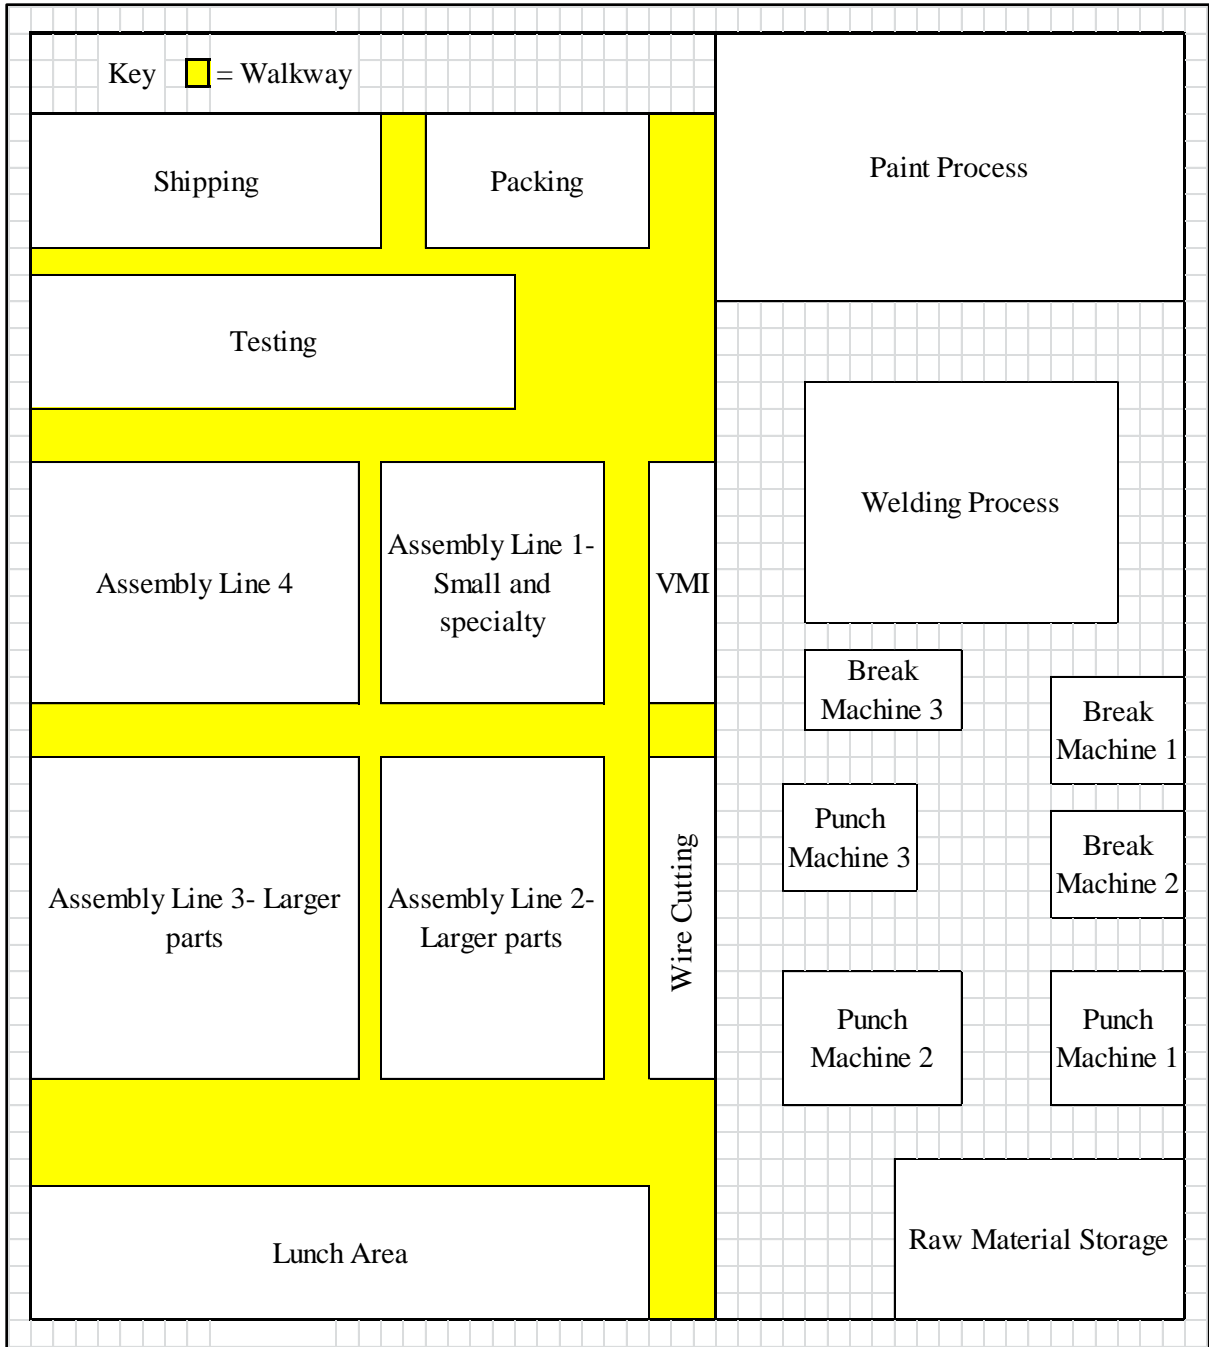 Key = Walkway
Shipping
Packing
Paint Process
Testing
Welding Process
Assembly Line 4
Assembly Line 1-
Small and
specialty
VMI
Break
Machine 3
Break
Machine 1
Punch
Machine 3
Break
Machine 2
Assembly Line 3- Larger
parts
Assembly Line 2-
Larger parts
Wire Cutting
Punch
Machine 2
Punch
Machine 1
Lunch Area
Raw Material Storage